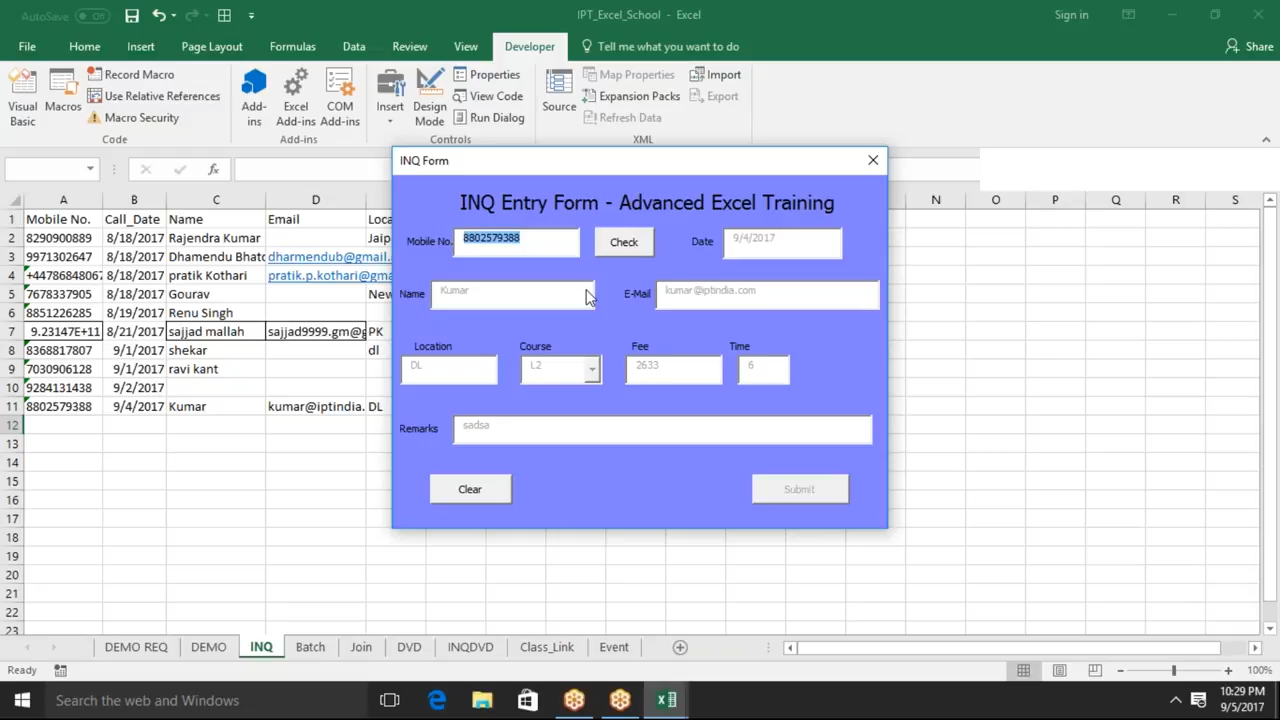 AutoSave Off IPT_Excel_School - Excel Sign in
File Home Insert Page Layout Formulas Data Review View Developer Tell me what you want to do Share
Visual Basic
Macros
Record Macro
Use Relative References
Macro Security
Code
Add-ins
Excel Add-ins
COM Add-ins
Add-ins
Insert
Design Mode
Properties
View Code
Run Dialog
Controls
Source
Map Properties
Expansion Packs
Refresh Data
Import
Export
XML
fx
A B C D N O P Q R S
1 Mobile No. Call_Date Name Email Loc
2 8290900889 8/18/2017 Rajendra Kumar Jaip
3 9971302647 8/18/2017 Dhamendu Bhato dharmendub@gmail.
4 +44786848067 8/18/2017 pratik Kothari pratik.p.kothari@gma
5 7678337905 8/18/2017 Gourav New
6 8851226285 8/19/2017 Renu Singh
7 9.23147E+11 8/21/2017 sajjad mallah sajjad9999.gm@g PK
8 8368817807 9/1/2017 shekar dl
9 7030906128 9/1/2017 ravi kant
10 9284131438 9/2/2017
11 8802579388 9/4/2017 Kumar kumar@iptindia. DL
12
13
14
15
16
17
18
19
20
21
22
23
INQ Form
INQ Entry Form - Advanced Excel Training
Mobile No. 8802579388 Check Date 9/4/2017
Name Kumar E-Mail kumar@iptindia.com
Location Course Fee Time
DL L2 2633 6
Remarks sadsa
Clear Submit
DEMO REQ DEMO INQ Batch Join DVD INQDVD Class_Link Event
Ready 100%
Search the web and Windows
10:29 PM
9/5/2017